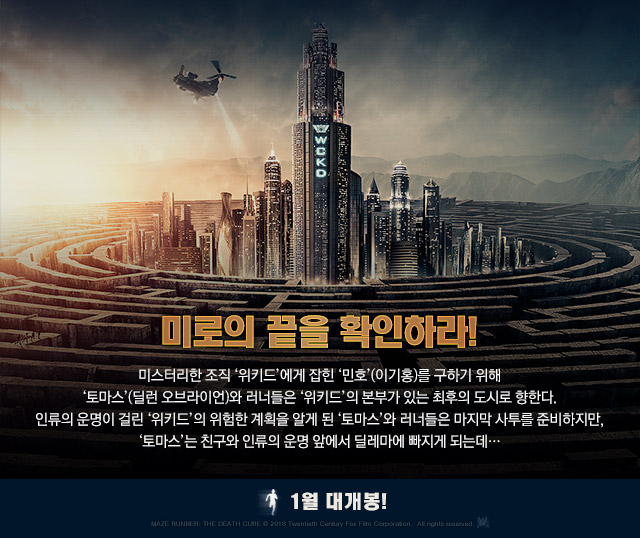 WCKD
미로의 끝을 확인하라!
미스터리한 조직 ‘위키드’에게 잡힌 ‘민호’(이기홍)를 구하기 위해
‘토마스’(딜런 오브라이언)와 러너들은 ‘위키드’의 본부가 있는 최후의 도시로 향한다.
인류의 운명이 걸린 ‘위키드’의 위험한 계획을 알게 된 ‘토마스’와 러너들은 마지막 사투를 준비하지만,
‘토마스’는 친구와 인류의 운명 앞에서 딜레마에 빠지게 되는데…
1월 대개봉!
MAZE RUNNER: THE DEATH CURE © 2018 Twentieth Century Fox Film Corporation. All rights reserved.